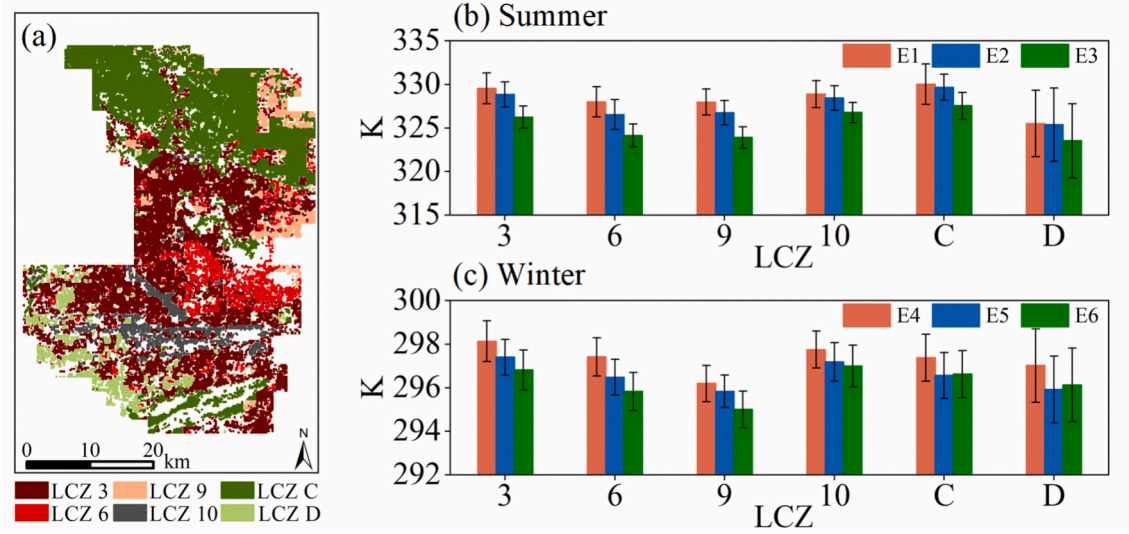 (a)
N
0 10 20
km
LCZ 3 LCZ 9 LCZ C
LCZ 6 LCZ 10 LCZ D
(b) Summer
E1 E2 E3
335
330
325
320
315
K
3 6 9 10 C D
LCZ
(c) Winter
E4 E5 E6
300
298
296
294
292
K
3 6 9 10 C D
LCZ